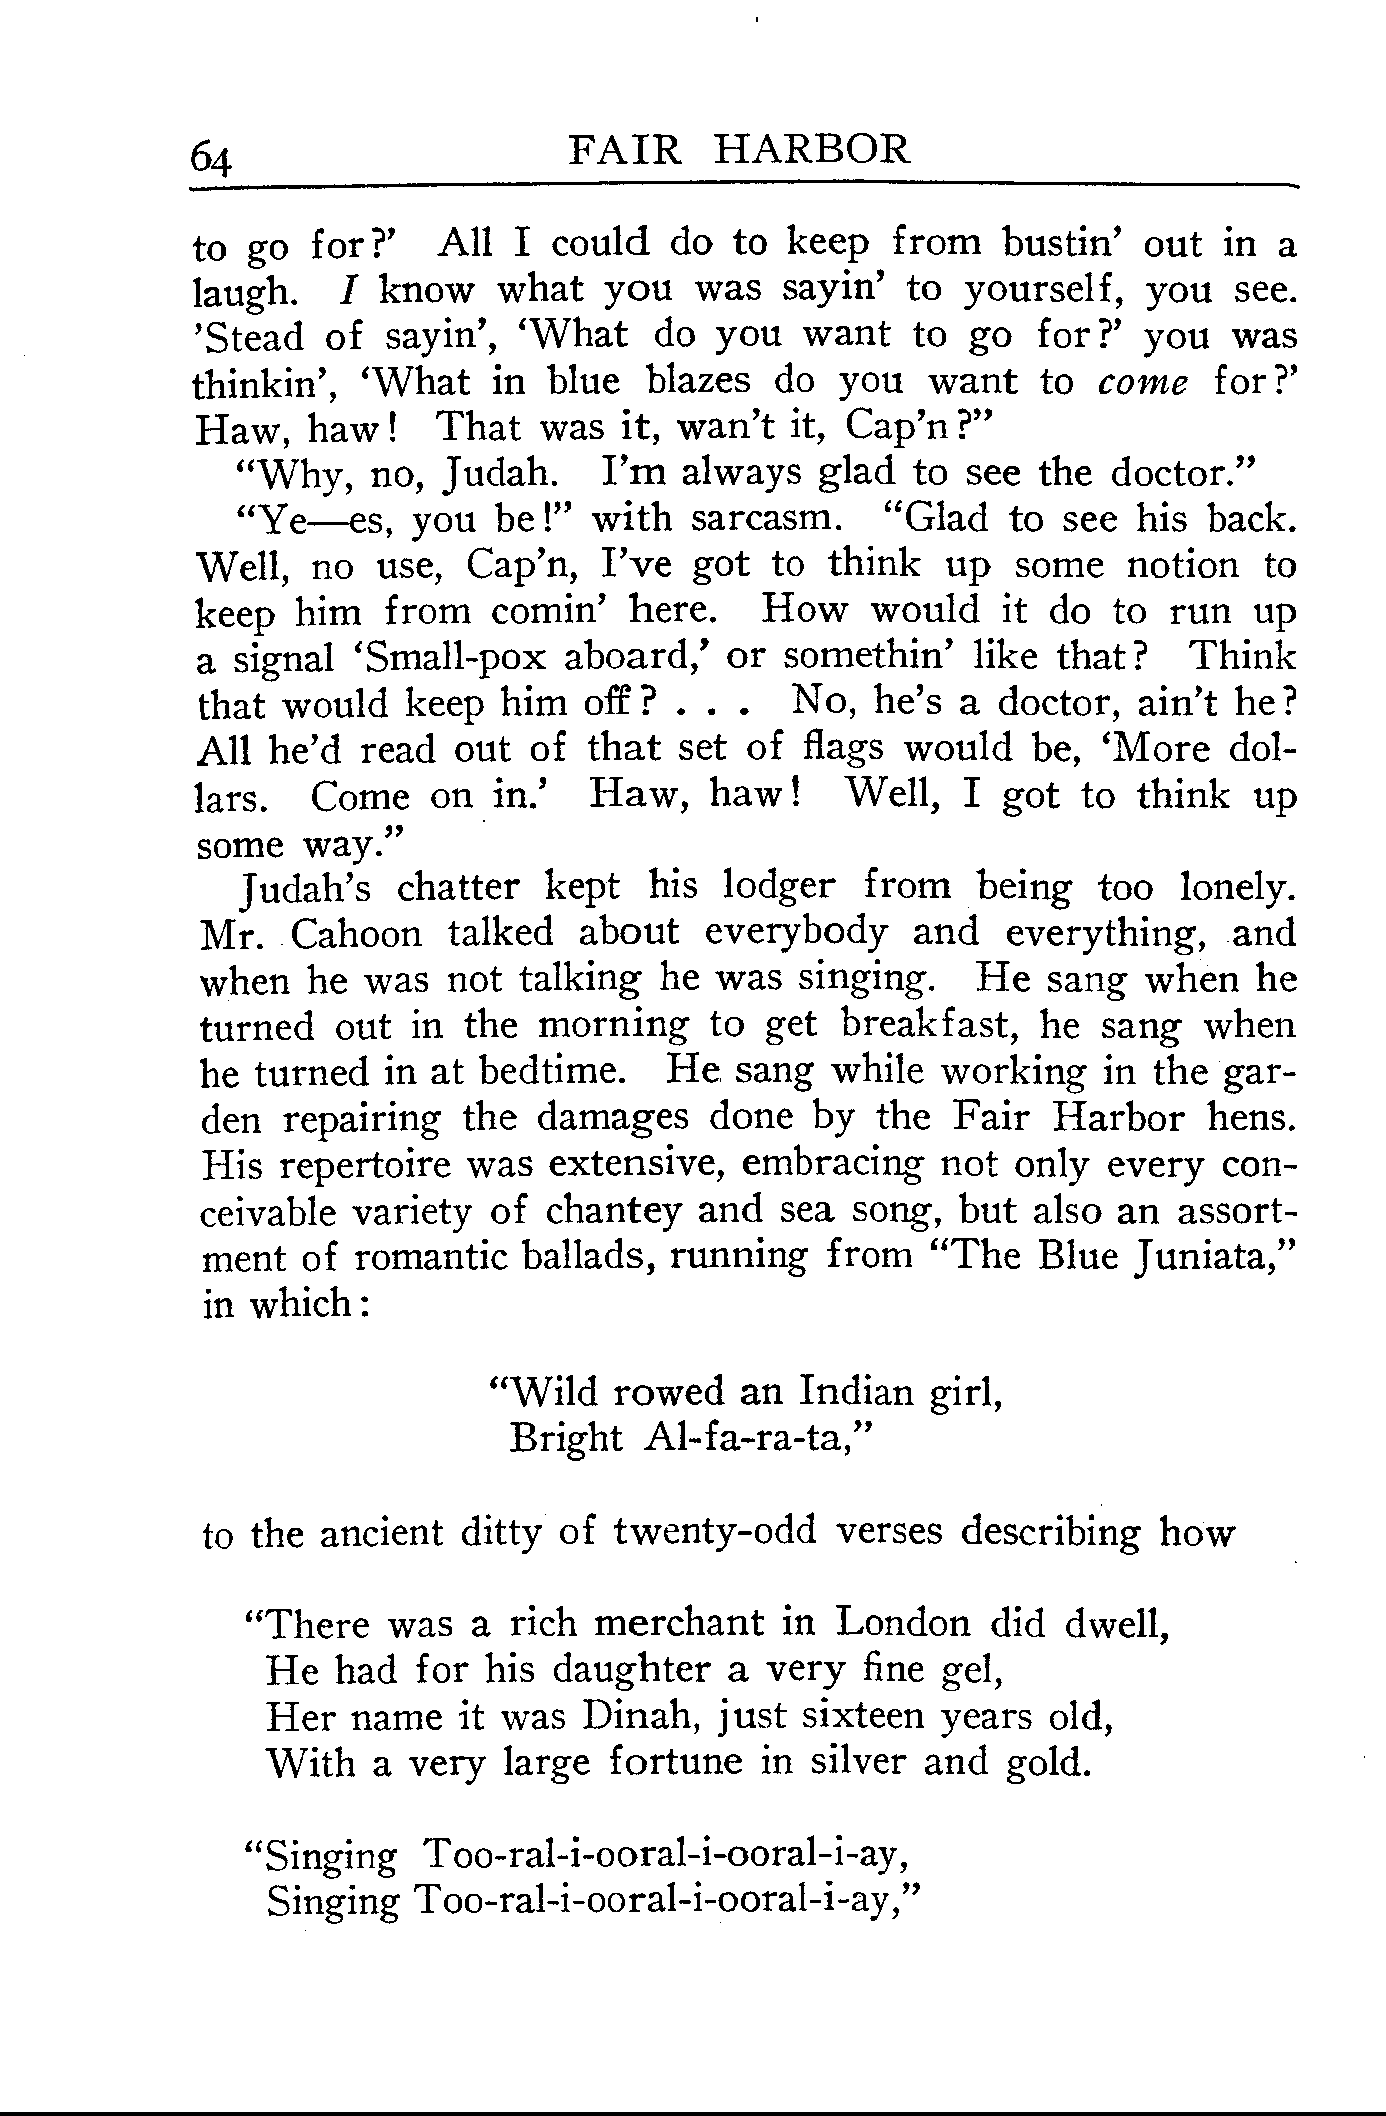 64 FAIR HARBOR
to go for?’ All I could do to keep from bustin’ out in a
laugh. I know what you was sayin’ to yourself, you see.
’Stead of sayin’, ‘What do you want to go for?’ you was
thinkin’, ‘What in blue blazes do you want to come for?’
Haw, haw! That was it, wan’t it, Cap’n?”
“Why, no, Judah. I’m always glad to see the doctor.”
“Ye—es, you be!” with sarcasm. “Glad to see his back.
Well, no use, Cap’n, I’ve got to think up some notion to
keep him from comin’ here. How would it do to run up
a signal ‘Small-pox aboard,’ or somethin’ like that? Think
that would keep him off? . . . No, he’s a doctor, ain’t he?
All he’d read out of that set of flags would be, ‘More dol-
lars. Come on in.’ Haw, haw! Well, I got to think up
some way.”
Judah’s chatter kept his lodger from being too lonely.
Mr. Cahoon talked about everybody and everything, and
when he was not talking he was singing. He sang when he
turned out in the morning to get breakfast, he sang when
he turned in at bedtime. He sang while working in the gar-
den repairing the damages done by the Fair Harbor hens.
His repertoire was extensive, embracing not only every con-
ceivable variety of chantey and sea song, but also an assort-
ment of romantic ballads, running from “The Blue Juniata,”
in which:
“Wild rowed an Indian girl,
Bright Al-fa-ra-ta,”
to the ancient ditty of twenty-odd verses describing how
“There was a rich merchant in London did dwell,
He had for his daughter a very fine gel,
Her name it was Dinah, just sixteen years old,
With a very large fortune in silver and gold.
“Singing Too-ral-i-ooral-i-ooral-i-ay,
Singing Too-ral-i-ooral-i-ooral-i-ay,”